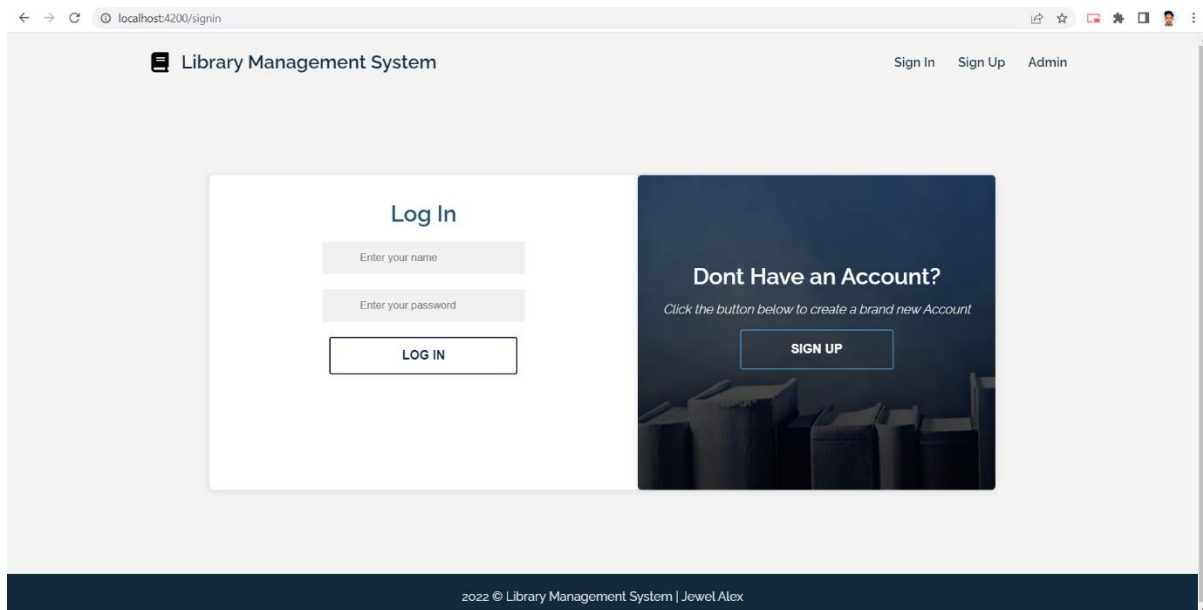 localhost:4200/signin
Library Management System
Sign In Sign Up Admin
Log In
Enter your name
Enter your password
LOG IN
Dont Have an Account?
Click the button below to create a brand new Account
SIGN UP
2022 © Library Management System | Jewel Alex